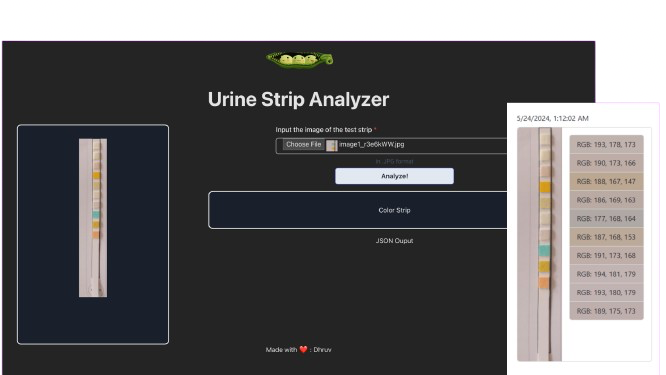 Urine Strip Analyzer
Input the image of the test strip *
Choose File image1_r3e6kWW.jpg
In .JPG format
Analyze!
Color Strip
JSON Ouput
Made with ❤️ : Dhruv
5/24/2024, 1:12:02 AM
RGB: 193, 178, 173
RGB: 190, 173, 166
RGB: 188, 167, 147
RGB: 186, 169, 163
RGB: 177, 168, 164
RGB: 187, 168, 153
RGB: 191, 173, 168
RGB: 194, 181, 179
RGB: 193, 180, 179
RGB: 189, 175, 173